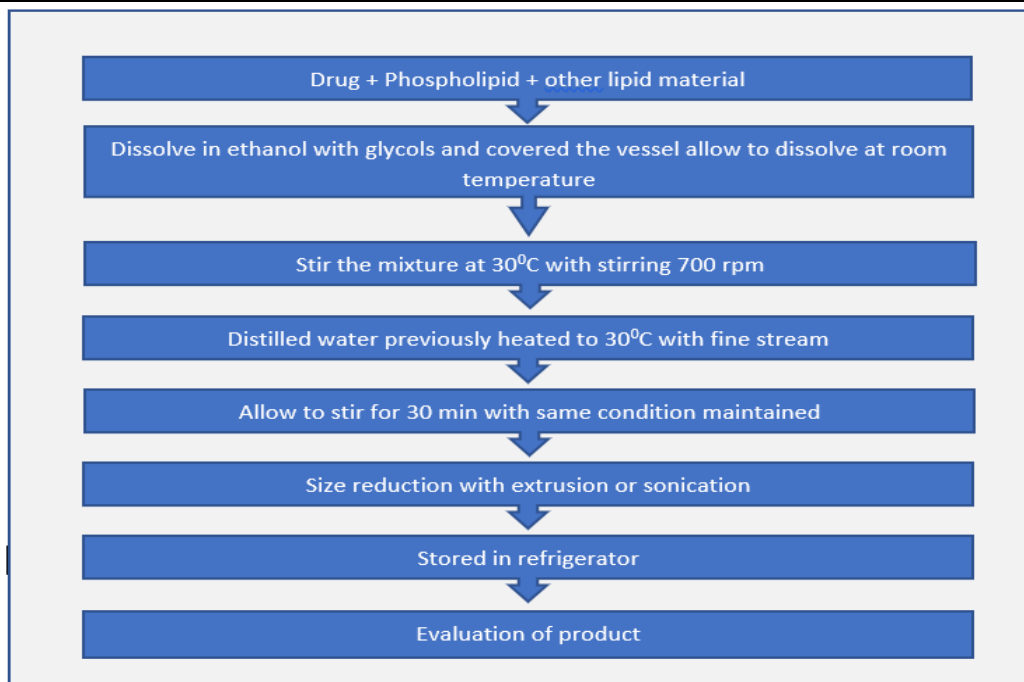 Drug + Phospholipid + other lipid material
Dissolve in ethanol with glycols and covered the vessel allow to dissolve at room
temperature
Stir the mixture at 30⁰C with stirring 700 rpm
Distilled water previously heated to 30⁰C with fine stream
Allow to stir for 30 min with same condition maintained
Size reduction with extrusion or sonication
Stored in refrigerator
Evaluation of product